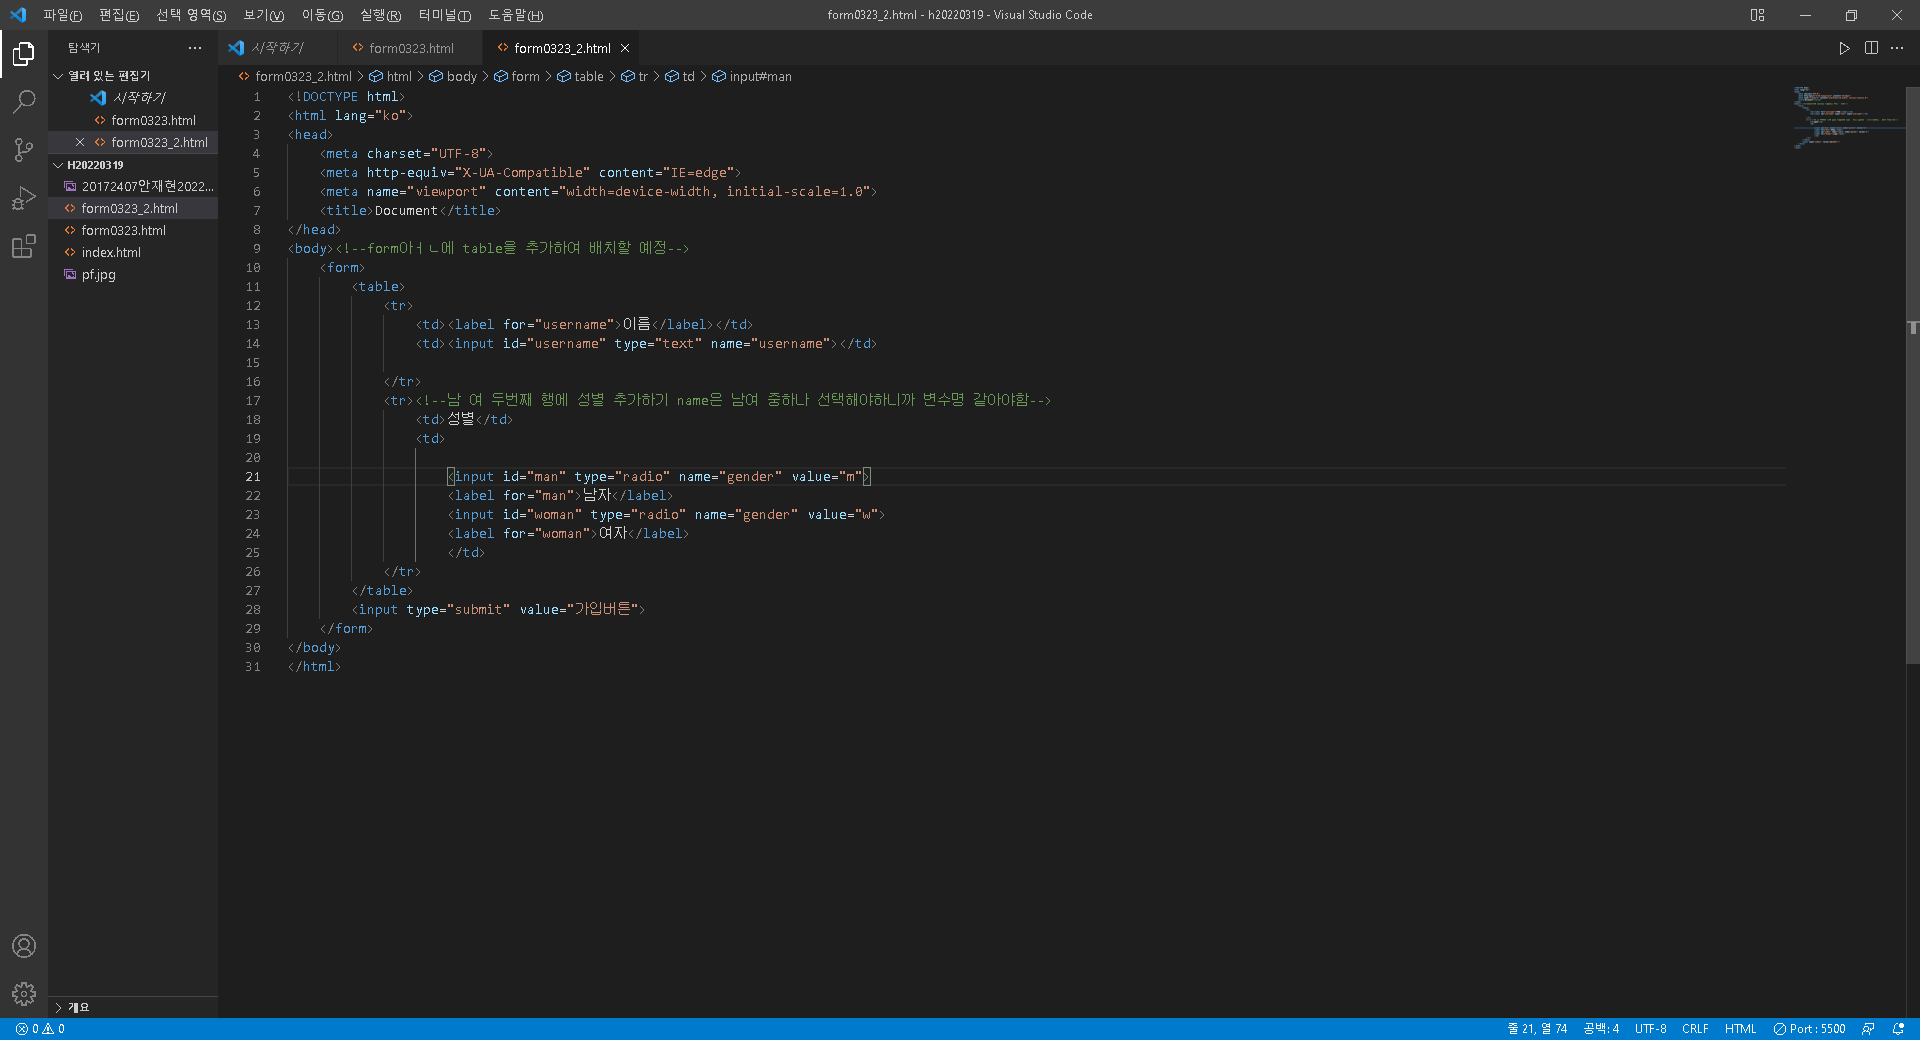 파일(F) 편집(E) 선택 영역(S) 보기(V) 이동(G) 실행(R) 터미널(T) 도움말(H) form0323_2.html - h20220319 - Visual Studio Code
탐색기
열려 있는 편집기
시작하기
form0323.html
form0323_2.html
H20220319
20172407안재현2022...
form0323_2.html
form0323.html
index.html
pf.jpg
개요
시작하기 form0323.html form0323_2.html
form0323_2.html > html > body > form > table > tr > td > input#man
1 <!DOCTYPE html>
2 <html lang="ko">
3 <head>
4 <meta charset="UTF-8">
5 <meta http-equiv="X-UA-Compatible" content="IE=edge">
6 <meta name="viewport" content="width=device-width, initial-scale=1.0">
7 <title>Document</title>
8 </head>
9 <body><!--form아ㅓㄴ에 table을 추가하여 배치할 예정-->
10 <form>
11 <table>
12 <tr>
13 <td><label for="username">이름</label></td>
14 <td><input id="username" type="text" name="username"></td>
15
16 </tr>
17 <tr><!--남 여 두번째 행에 성별 추가하기 name은 남여 중하나 선택해야하니까 변수명 같아야함-->
18 <td>성별</td>
19 <td>
20
21 <input id="man" type="radio" name="gender" value="m">
22 <label for="man">남자</label>
23 <input id="woman" type="radio" name="gender" value="w">
24 <label for="woman">여자</label>
25 </td>
26 </tr>
27 </table>
28 <input type="submit" value="가입버튼">
29 </form>
30 </body>
31 </html>
0 0 줄 21, 열 74 공백: 4 UTF-8 CRLF HTML Port : 5500